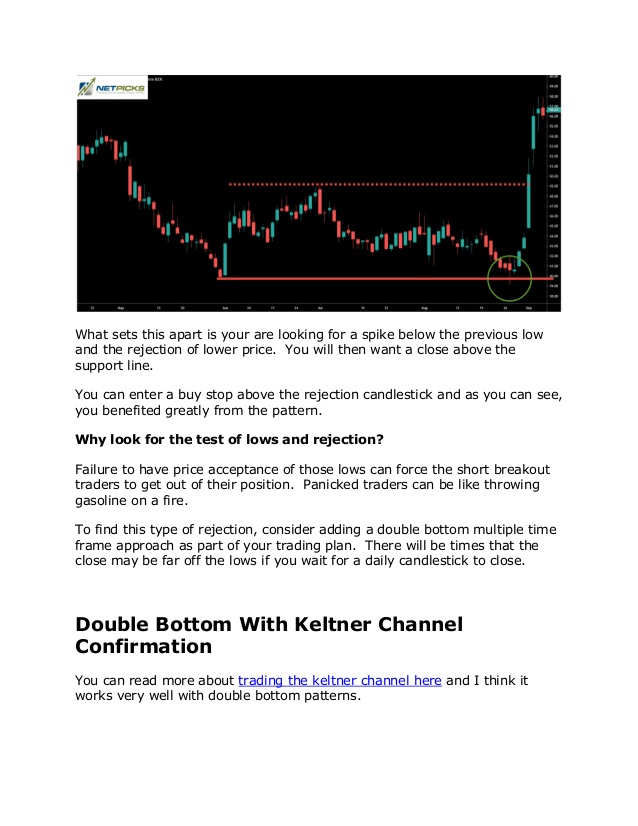 NETPICKS
What sets this apart is your are looking for a spike below the previous low
and the rejection of lower price.  You will then want a close above the
support line.
You can enter a buy stop above the rejection candlestick and as you can see,
you benefited greatly from the pattern.
Why look for the test of lows and rejection?
Failure to have price acceptance of those lows can force the short breakout
traders to get out of their position.  Panicked traders can be like throwing
gasoline on a fire.
To find this type of rejection, consider adding a double bottom multiple time
frame approach as part of your trading plan.  There will be times that the
close may be far off the lows if you wait for a daily candlestick to close.
Double Bottom With Keltner Channel
Confirmation
You can read more about trading the keltner channel here and I think it
works very well with double bottom patterns.